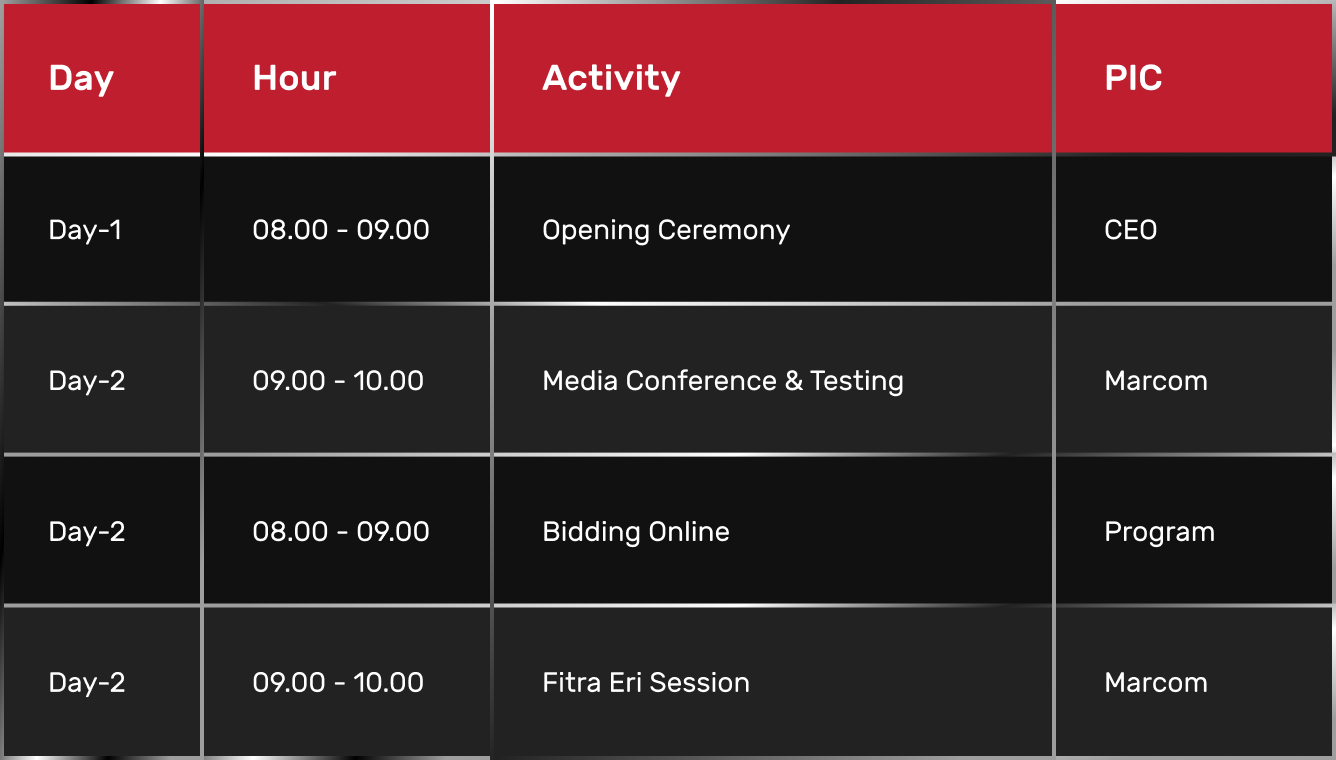 Day Hour Activity PIC
Day-1 08.00 - 09.00 Opening Ceremony CEO
Day-2 09.00 - 10.00 Media Conference & Testing Marcom
Day-2 08.00 - 09.00 Bidding Online Program
Day-2 09.00 - 10.00 Fitra Eri Session Marcom